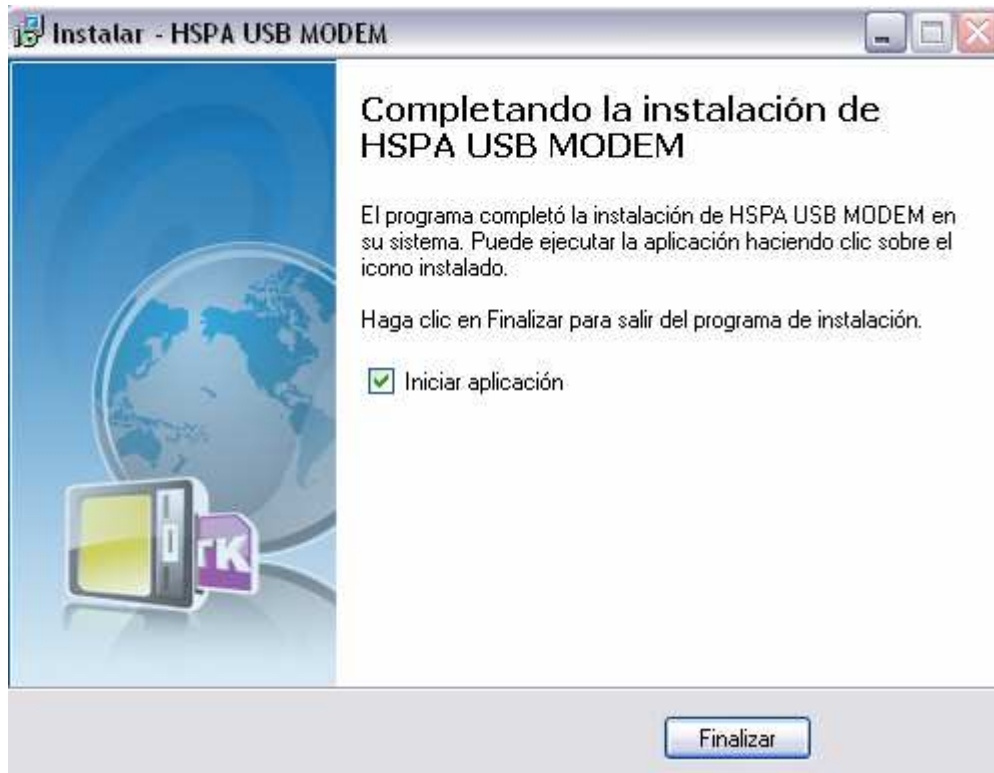 Instalar - HSPA USB MODEM
Completando la instalación de
HSPA USB MODEM
El programa completó la instalación de HSPA USB MODEM en
su sistema. Puede ejecutar la aplicación haciendo clic sobre el
icono instalado.
Haga clic en Finalizar para salir del programa de instalación.
Iniciar aplicación
Finalizar